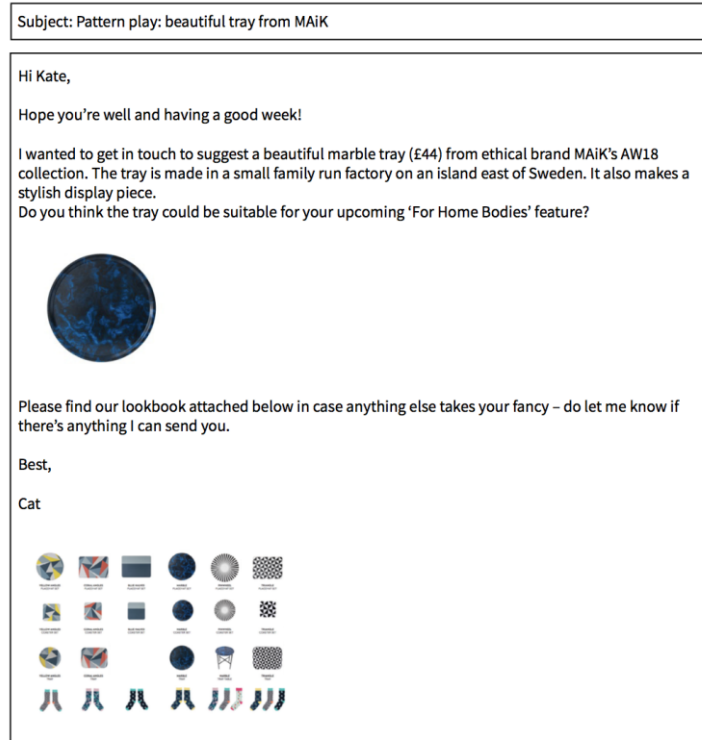 Subject: Pattern play: beautiful tray from MAiK
Hi Kate,
Hope you’re well and having a good week!
I wanted to get in touch to suggest a beautiful marble tray (£44) from ethical brand MAiK’s AW18
collection. The tray is made in a small family run factory on an island east of Sweden. It also makes a
stylish display piece.
Do you think the tray could be suitable for your upcoming ‘For Home Bodies’ feature?
Please find our lookbook attached below in case anything else takes your fancy – do let me know if
there’s anything I can send you.
Best,
Cat